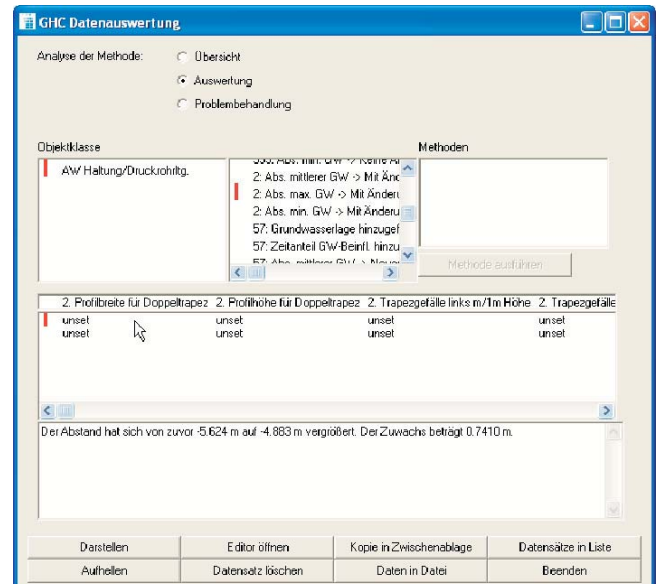 GHC Datenauswertung
Analyse der Methode:
Übersicht
Auswertung
Problembehandlung
Objektklasse
Methoden
AW Haltung/Druckrohrltg.
2: Abs. mittlerer GW -> Mit Änd
2: Abs. max. GW -> Mit Änderu
2: Abs. min. GW -> Mit Änderu
57: Grundwasserlage hinzugef
57: Zeitanteil GW-Beinfl. hinzu
Methode ausführen
2. Profilbreite für Doppeltrapez 2. Profilhöhe für Doppeltrapez 2. Trapezgefälle links m/1m Höhe 2. Trapezgefälle
unset unset unset unset
unset unset unset unset
Der Abstand hat sich von zuvor -5.624 m auf -4.883 m vergrößert. Der Zuwachs beträgt 0.7410 m.
Darstellen Editor öffnen Kopie in Zwischenablage Datensätze in Liste
Aufhellen Datensatz löschen Daten in Datei Beenden